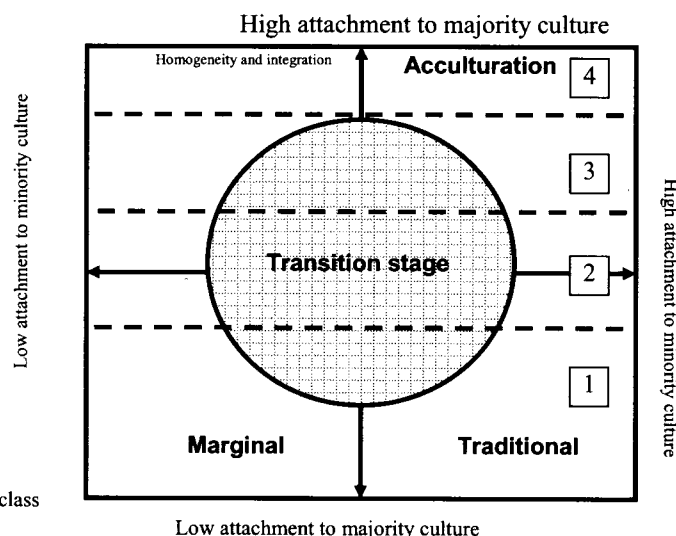 High attachment to majority culture
Homogeneity and integration
Acculturation
4
Low attachment to minority culture
3
High attachment to minority culture
Transition stage
2
1
Marginal
Traditional
class
Low attachment to majority culture